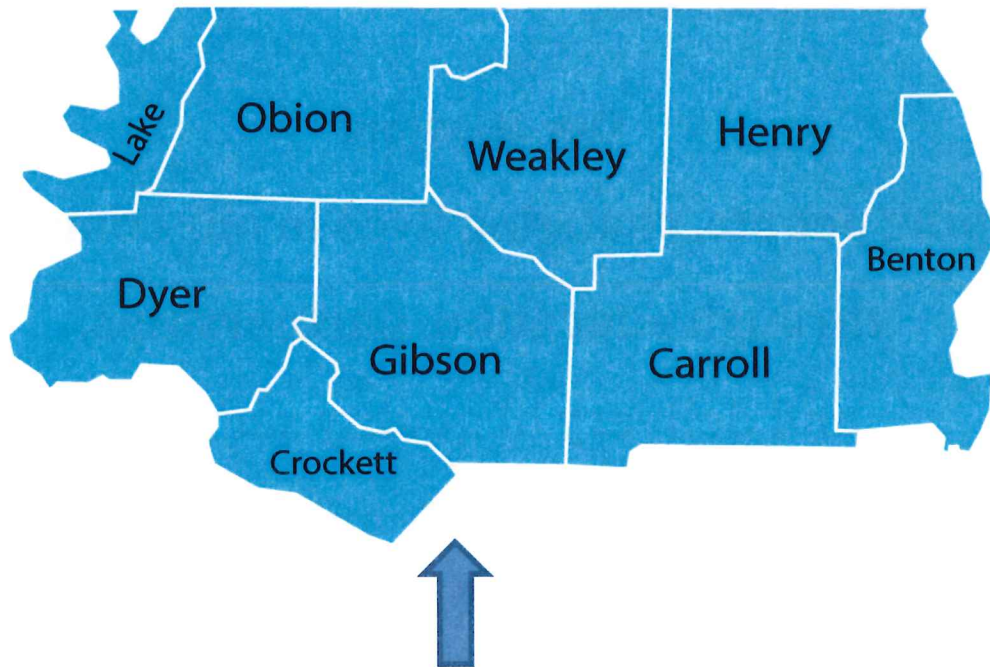 Lake
Obion
Weakley
Henry
Benton
Dyer
Gibson
Carroll
Crockett